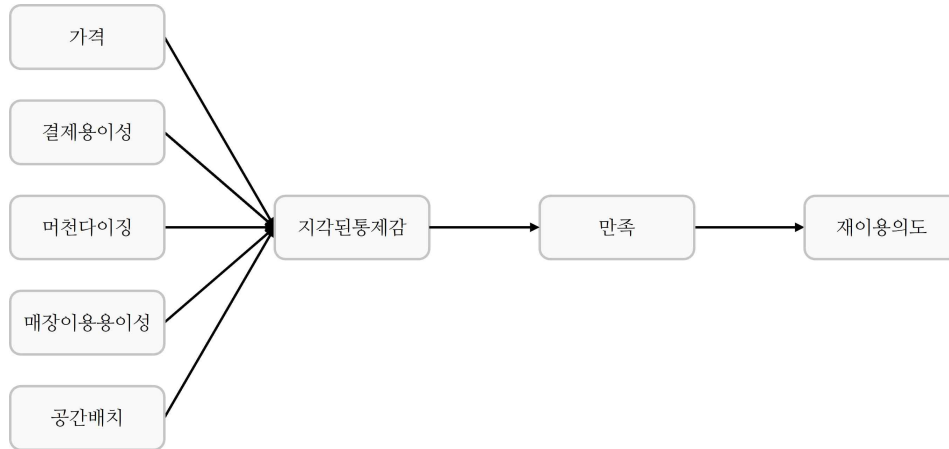 가격
결제용이성
머천다이징
매장이용용이성
공간배치
지각된통제감
만족
재이용의도